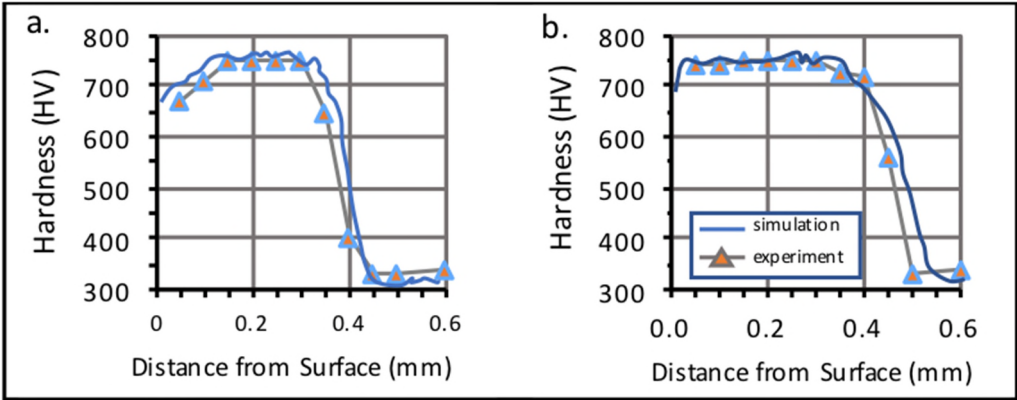 a.
800
700
600
500
400
300
0
0.2
0.4
0.6
Hardness (HV)
Distance from Surface (mm)
b.
800
700
600
500
400
300
0.0
0.2
0.4
0.6
Hardness (HV)
simulation
experiment
Distance from Surface (mm)